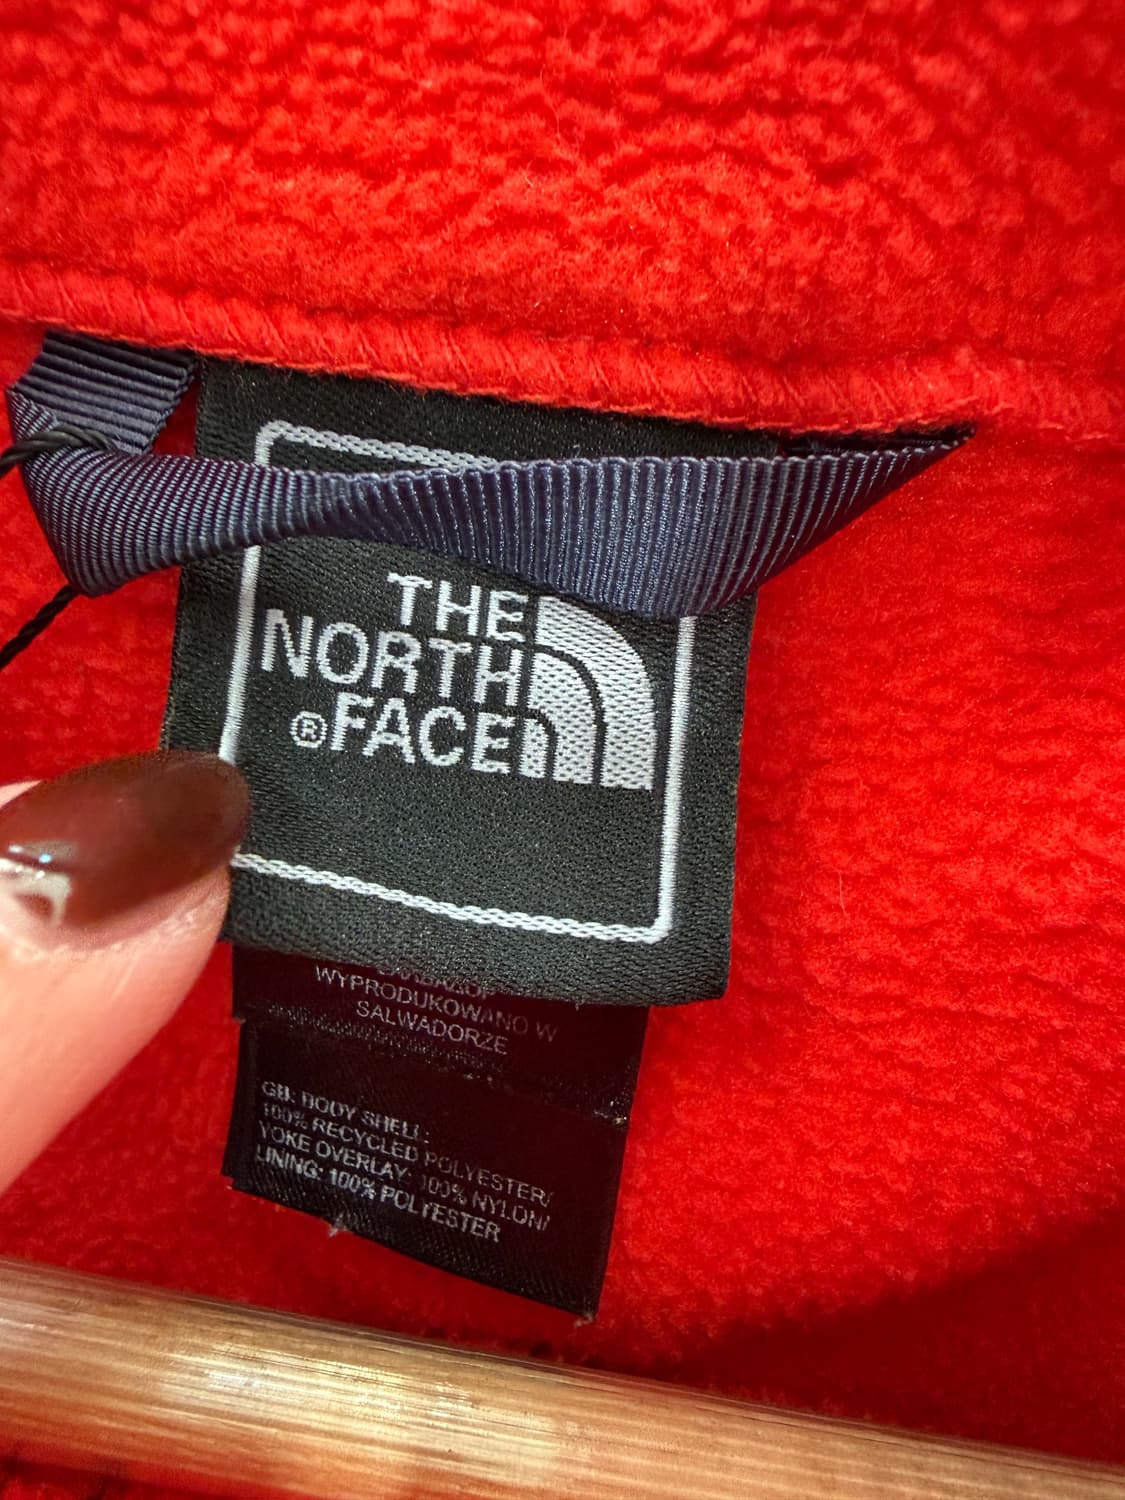 THE
NORTH
®FACE
WYPRODUKOWANO W
SALWADORZE
GB: BODY SHELL:
100% RECYCLED POLYESTER/
YOKE OVERLAY: 100% NYLON/
LINING: 100% POLYESTER